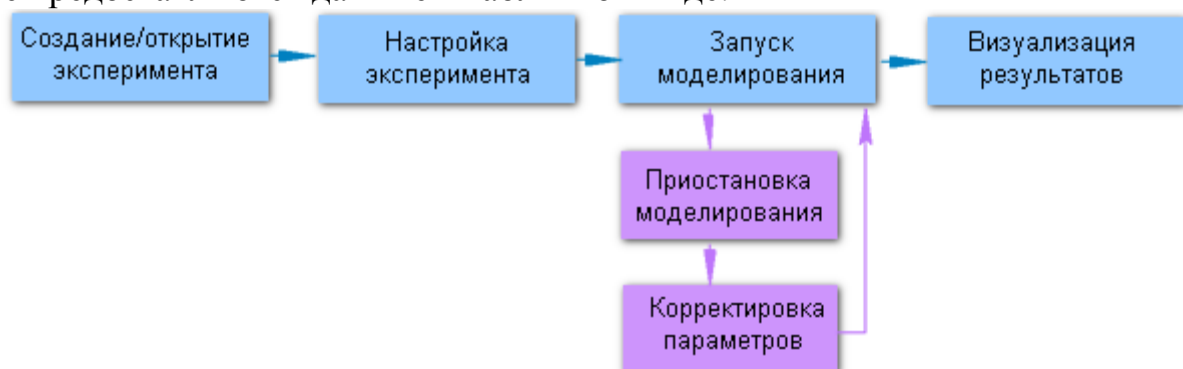 Создание/открытие
эксперимента
Настройка
эксперимента
Запуск
моделирования
Визуализация
результатов
Приостановка
моделирования
Корректировка
параметров